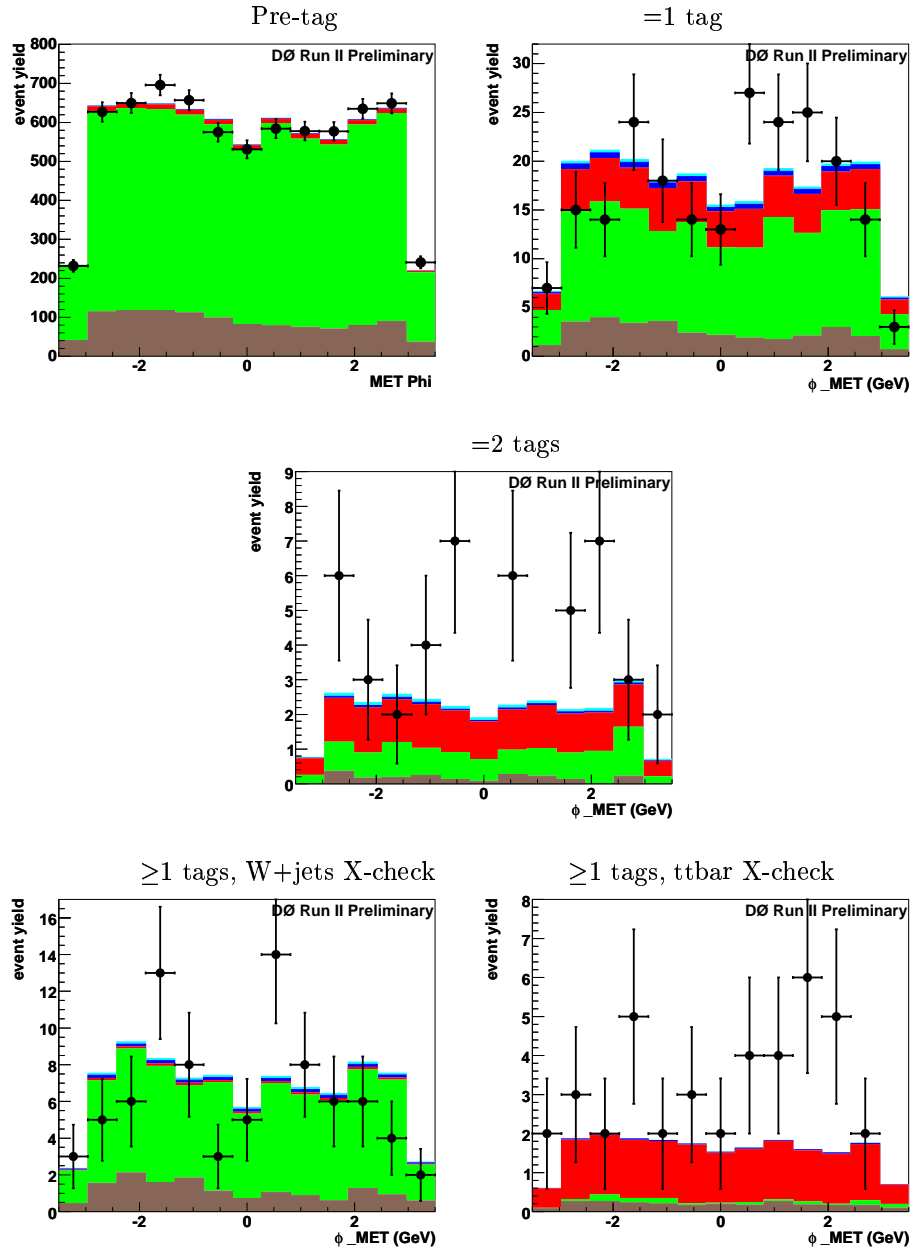 Pre-tag
event yield
DØ Run II Preliminary
800
700
600
500
400
300
200
100
0
-2 0 2
MET Phi
=1 tag
event yield
DØ Run II Preliminary
30
25
20
15
10
5
0
-2 0 2
ϕ _MET (GeV)
=2 tags
event yield
DØ Run II Preliminary
9
8
7
6
5
4
3
2
1
0
-2 0 2
ϕ _MET (GeV)
≥1 tags, W+jets X-check
event yield
DØ Run II Preliminary
16
14
12
10
8
6
4
2
0
-2 0 2
ϕ _MET (GeV)
≥1 tags, ttbar X-check
event yield
DØ Run II Preliminary
8
7
6
5
4
3
2
1
0
-2 0 2
ϕ _MET (GeV)